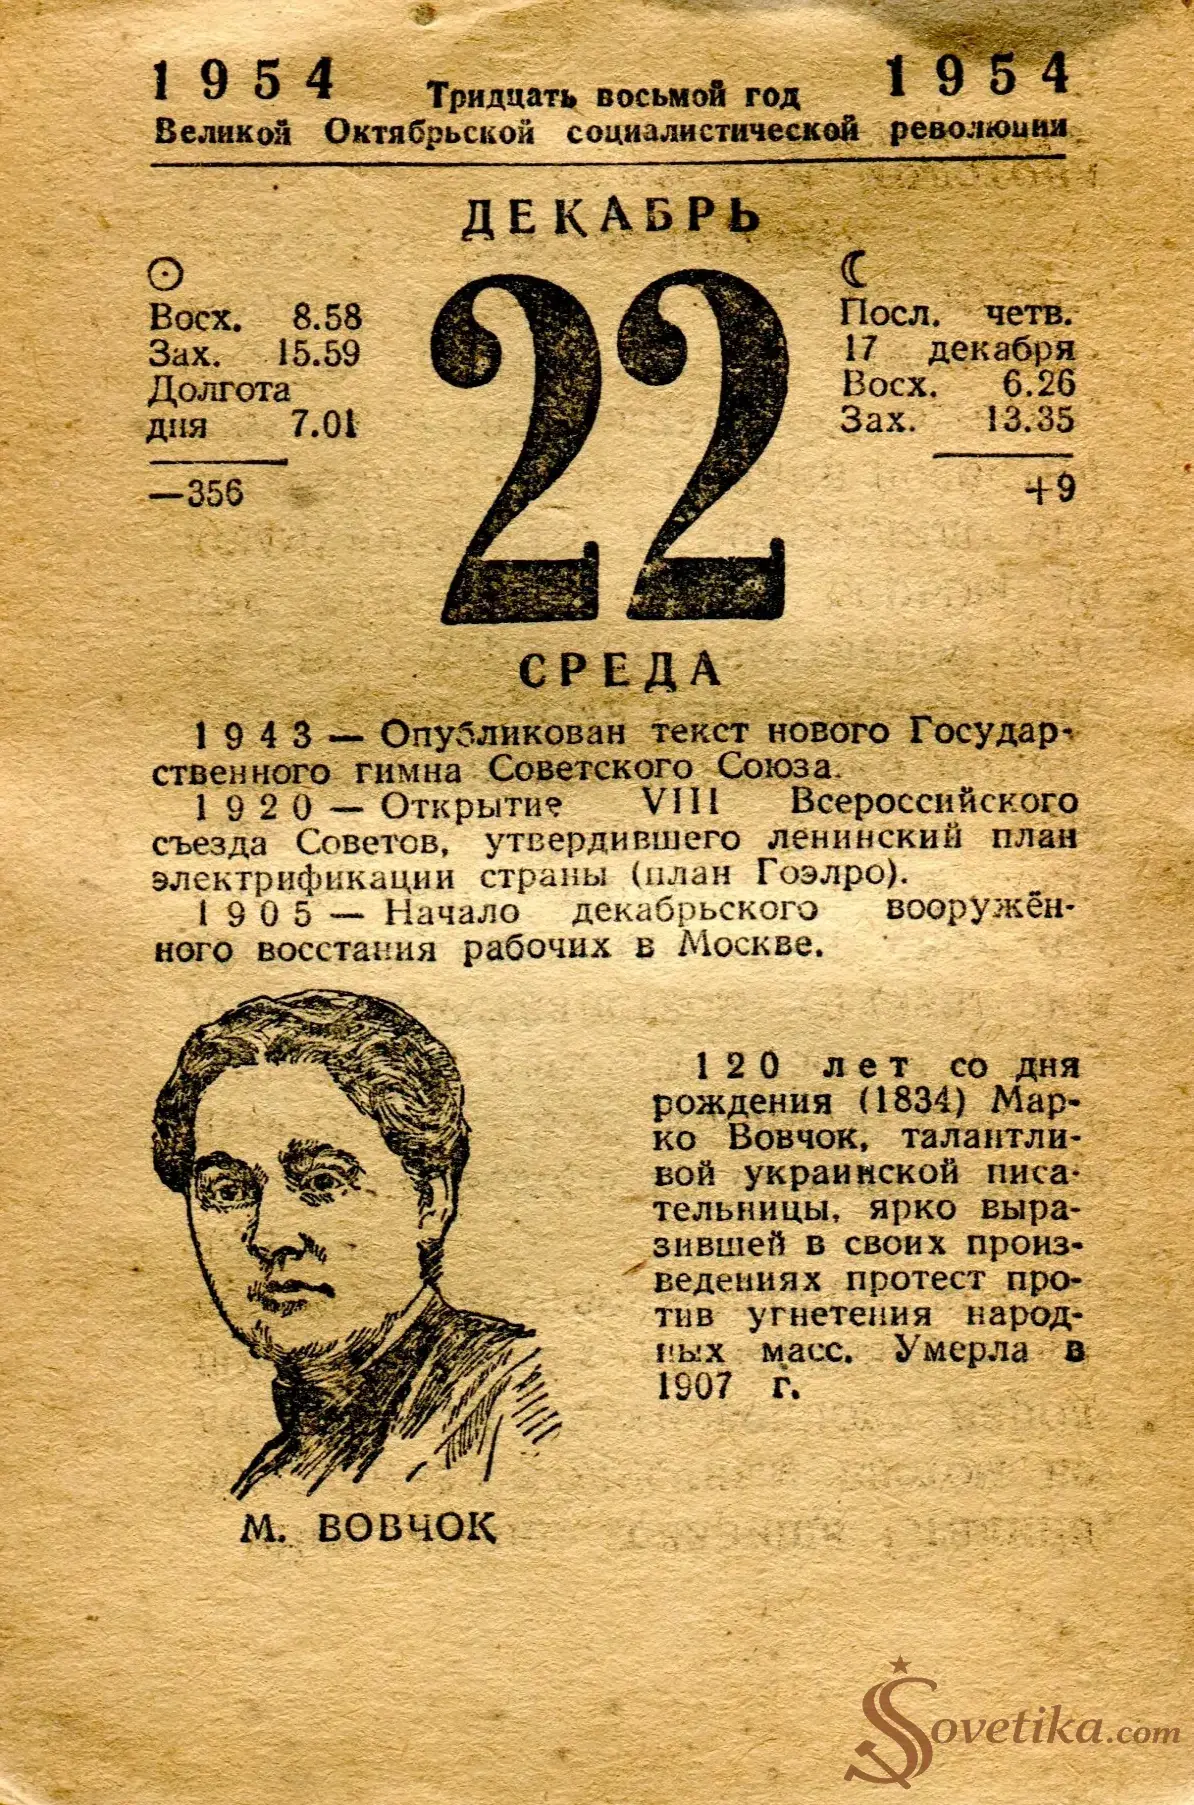 1954 Тридцать восьмой год 1954
Великой Октябрьской социалистической революции
ДЕКАБРЬ
Восх. 8.58
Зах. 15.59
Долгота
дня 7.01
—356
22
Посл. четв.
17 декабря
Восх. 6.26
Зах. 13.35
+9
СРЕДА
1943 — Опубликован текст нового Государ-
ственного гимна Советского Союза.
1920 — Открытие VIII Всероссийского
съезда Советов, утвердившего ленинский план
электрификации страны (план Гоэлро).
1905 — Начало декабрьского вооружён-
ного восстания рабочих в Москве.
120 лет со дня
рождения (1834) Мар-
ко Вовчок, талантли-
вой украинской писа-
тельницы, ярко выра-
зившей в своих произ-
ведениях протест про-
тив угнетения народ-
ных масс. Умерла в
1907 г.
М. ВОВЧОК
Sovetika.com